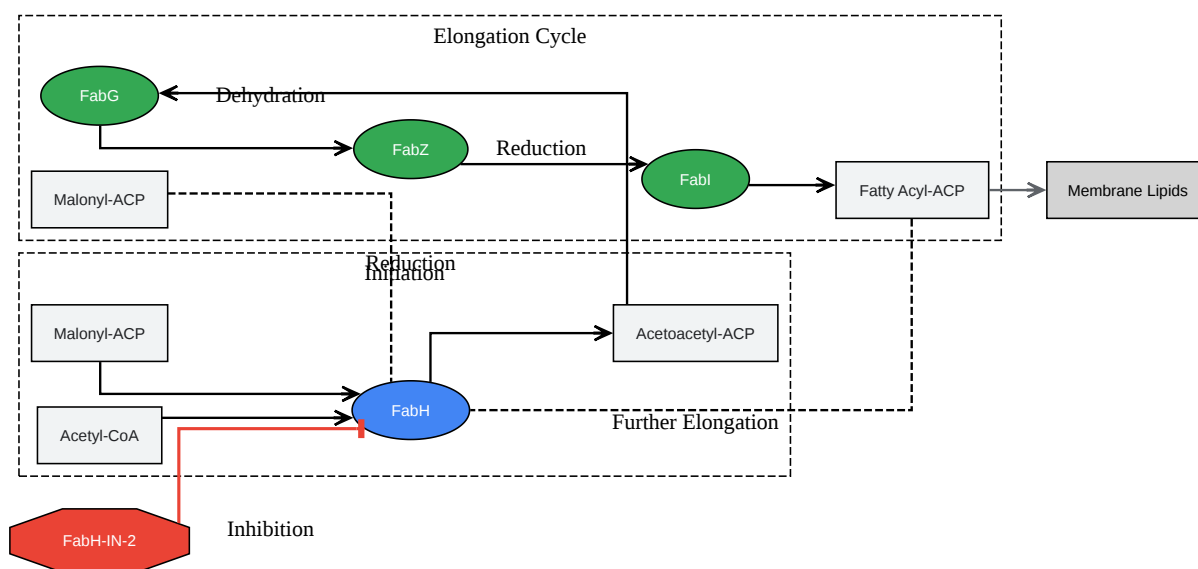 Elongation Cycle
FabG
Dehydration
FabZ
Reduction
FabI
Malonyl-ACP
Fatty Acyl-ACP
Membrane Lipids
Reduction
Initiation
Malonyl-ACP
Acetoacetyl-ACP
FabH
Acetyl-CoA
Further Elongation
Inhibition
FabH-IN-2